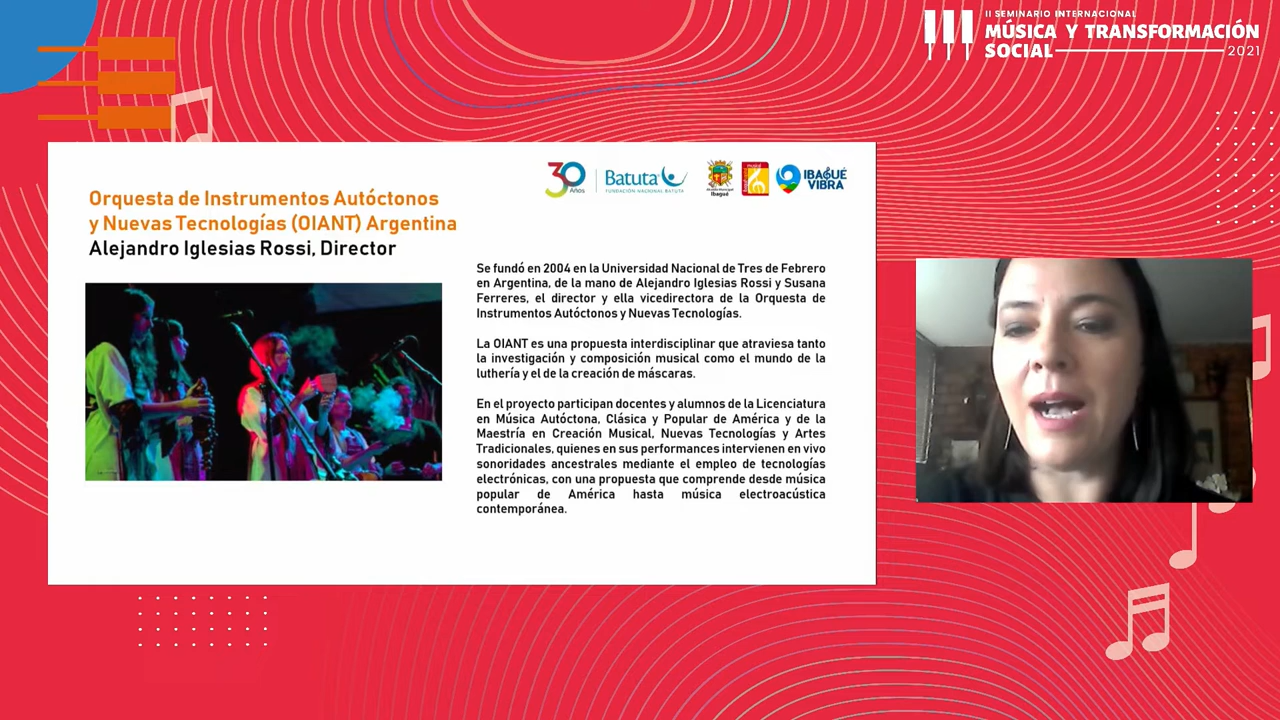 II SEMINARIO INTERNACIONAL
MÚSICA Y TRANSFORMACIÓN
SOCIAL
2021
30
Años
Batuta
FUNDACIÓN NACIONAL BATUTA
Alcaldía Municipal
Ibagué
IBAGUÉ
VIBRA
Orquesta de Instrumentos Autóctonos
y Nuevas Tecnologías (OIANT) Argentina
Alejandro Iglesias Rossi, Director
Se fundó en 2004 en la Universidad Nacional de Tres de Febrero
en Argentina, de la mano de Alejandro Iglesias Rossi y Susana
Ferreres, el director y ella vicedirectora de la Orquesta de
Instrumentos Autóctonos y Nuevas Tecnologías.
La OIANT es una propuesta interdisciplinar que atraviesa tanto
la investigación y composición musical como el mundo de la
luthería y el de la creación de máscaras.
En el proyecto participan docentes y alumnos de la Licenciatura
en Música Autóctona, Clásica y Popular de América y de la
Maestría en Creación Musical, Nuevas Tecnologías y Artes
Tradicionales, quienes en sus performances intervienen en vivo
sonoridades ancestrales mediante el empleo de tecnologías
electrónicas, con una propuesta que comprende desde música
popular de América hasta música electroacústica
contemporánea.